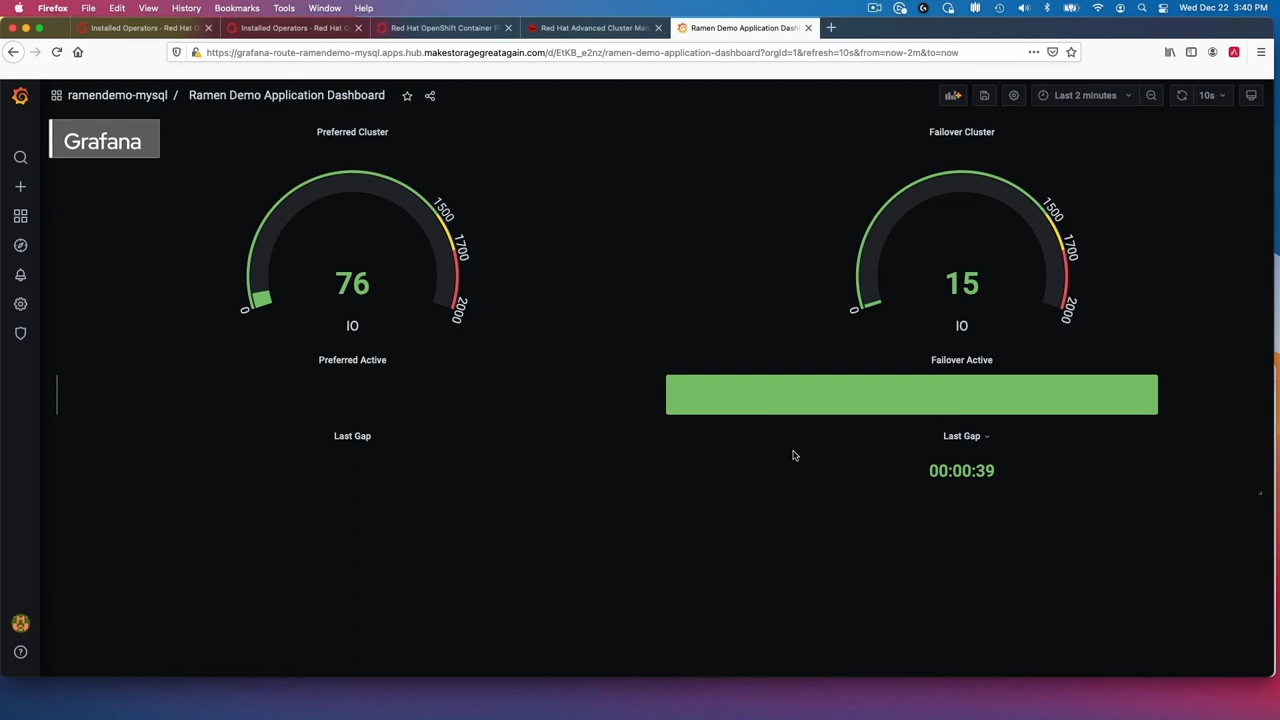 Firefox File Edit View History Bookmarks Tools Window Help Wed Dec 22 3:40 PM
Installed Operators - Red Hat O Installed Operators - Red Hat O Red Hat OpenShift Container P Red Hat Advanced Cluster Man Ramen Demo Application Dash
https://grafana-route-ramendemo-mysql.apps.hub.makestoragegreatagain.com/d/EtKB_e2nz/ramen-demo-application-dashboard?orgId=1&refresh=10s&from=now-2m&to=now
ramendemo-mysql / Ramen Demo Application Dashboard Last 2 minutes 10s
Grafana
Preferred Cluster
0
1500
1700
2000
76
IO
Failover Cluster
0
1500
1700
2000
15
IO
Preferred Active
Failover Active
Last Gap
Last Gap
00:00:39